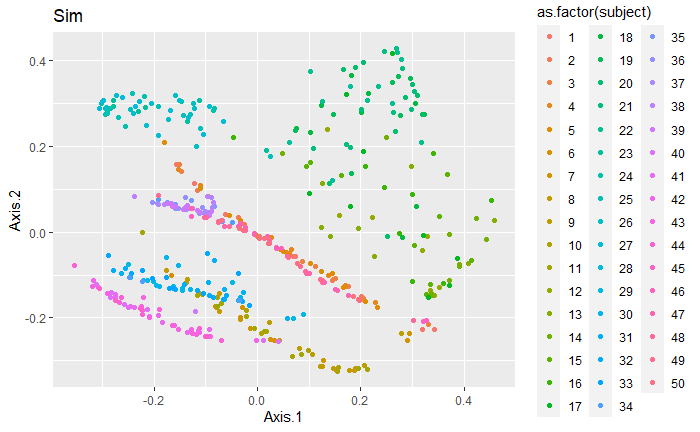 Sim
as.factor(subject)
1 18 35
2 19 36
3 20 37
4 21 38
5 22 39
6 23 40
7 24 41
8 25 42
9 26 43
10 27 44
11 28 45
12 29 46
13 30 47
14 31 48
15 32 49
16 33 50
17 34
Axis.2
0.4
0.2
0.0
-0.2
-0.2 0.0 0.2 0.4
Axis.1